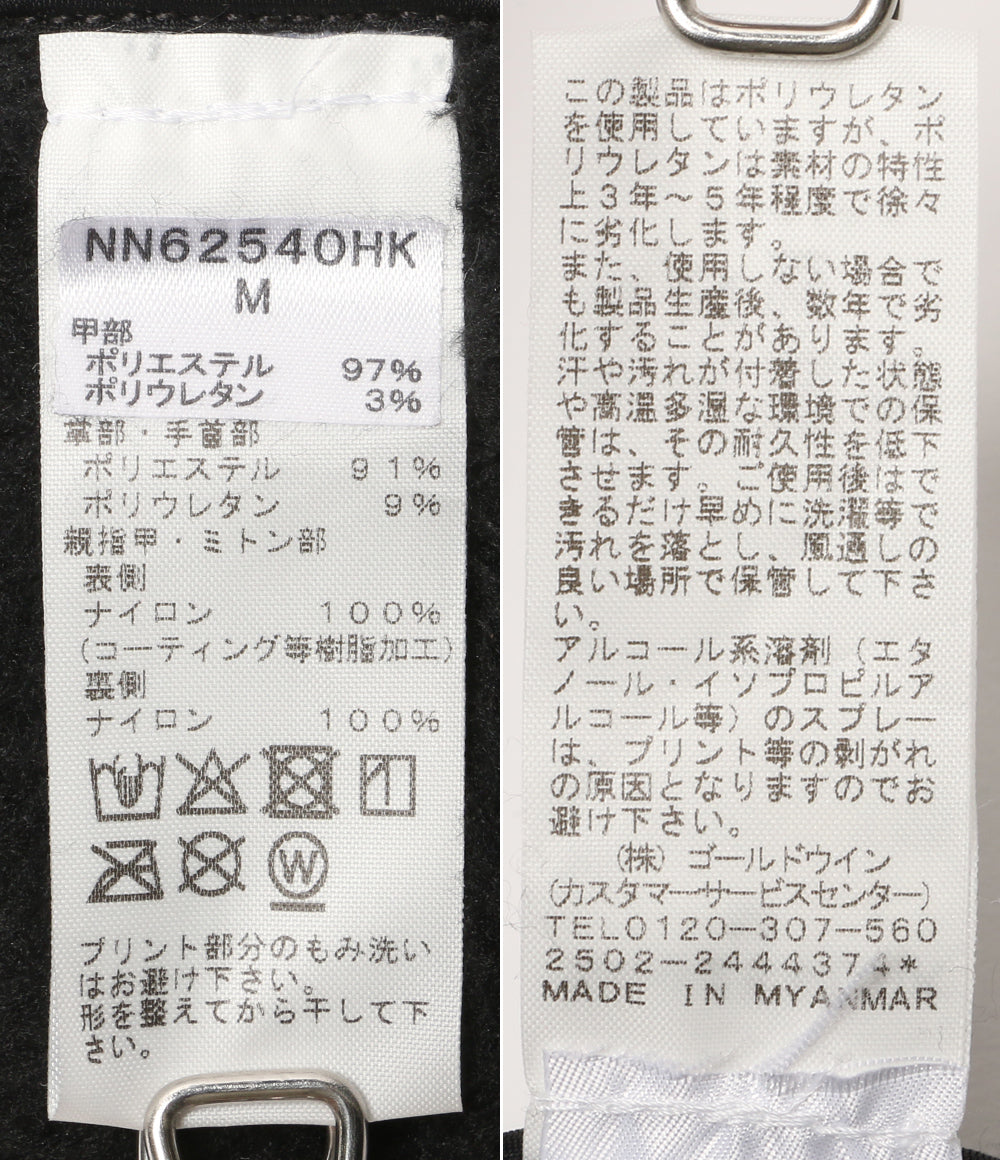 NN62540HK
M
甲部
ポリエステル 97%
ポリウレタン 3%
掌部・手首部
ポリエステル 91%
ポリウレタン 9%
親指甲・ミトン部
表側
ナイロン 100%
(コーティング等樹脂加工)
裏側
ナイロン 100%
W
プリント部分のもみ洗い
はお避け下さい。
形を整えてから干して下
さい。
この製品はポリウレタン
を使用していますが、ポ
リウレタンは素材の特性
上3年~5年程度で徐々
に劣化します。
また、使用しない場合で
も製品生産後、数年で劣
化することがあります。
汗や汚れが付着した状態
や高温多湿な環境での保
管は、その耐久性を低下
させます。ご使用後はで
きるだけ早めに洗濯等で
汚れを落とし、風通しの
良い場所で保管して下さ
い。
アルコール系溶剤(エタ
ノール・イソプロピルア
ルコール等)のスプレー
は、プリント等の剥がれ
の原因となりますのでお
避け下さい。
(株)ゴールドウイン
(カスタマーサービスセンター)
TEL0120-307-560
2502-2444374*
MADE IN MYANMAR